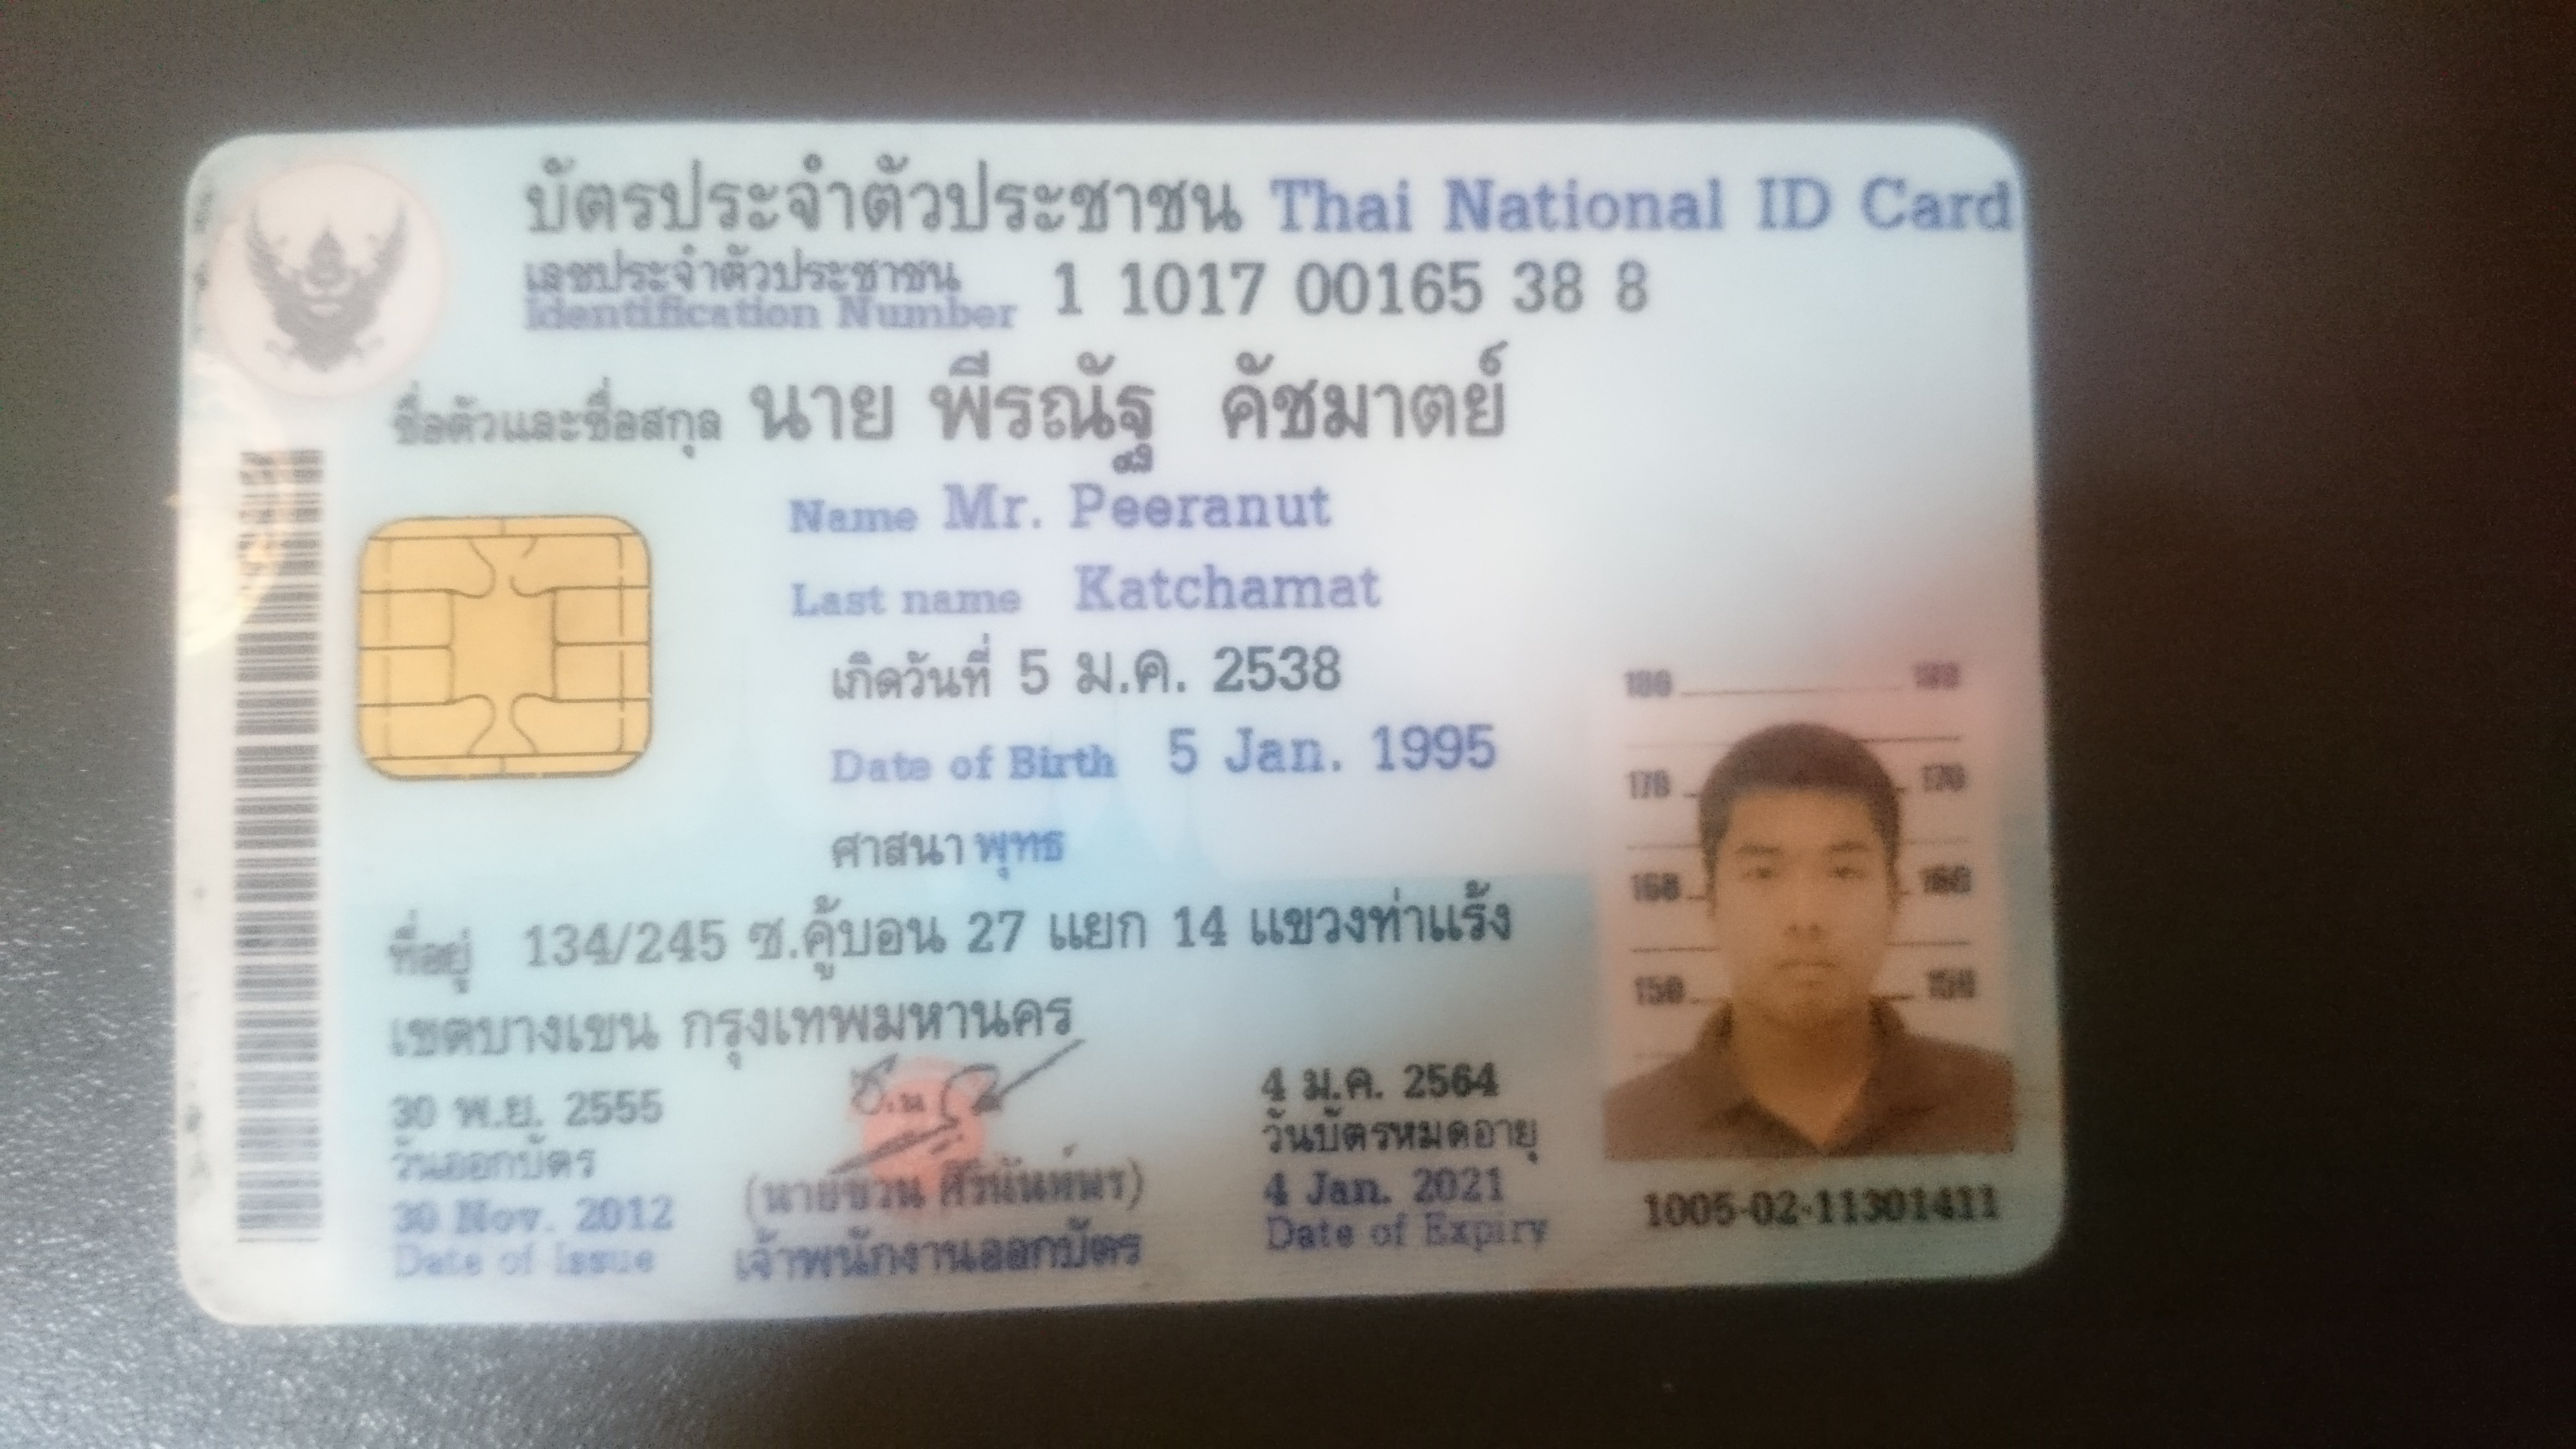 บัตรประจำตัวประชาชน Thai National ID Card
เลขประจำตัวประชาชน 1 1017 00165 38 8
Identification Number
ชื่อตัวและชื่อสกุล นาย พีรณัฐ คัชมาตย์
Name Mr. Peeranut
Last name Katchamat
เกิดวันที่ 5 ม.ค. 2538
Date of Birth 5 Jan. 1995
ศาสนา พุทธ
ที่อยู่ 134/245 ซ.คู้บอน 27 แยก 14 แขวงท่าแร้ง
เขตบางเขน กรุงเทพมหานคร
30 พ.ย. 2555
วันออกบัตร
30 Nov. 2012
Date of Issue
(นายชวน ศิรินันท์พร)
เจ้าพนักงานออกบัตร
4 ม.ค. 2564
วันบัตรหมดอายุ
4 Jan. 2021
Date of Expiry
180 180
170 170
160 160
150 150
1005-02-11301411